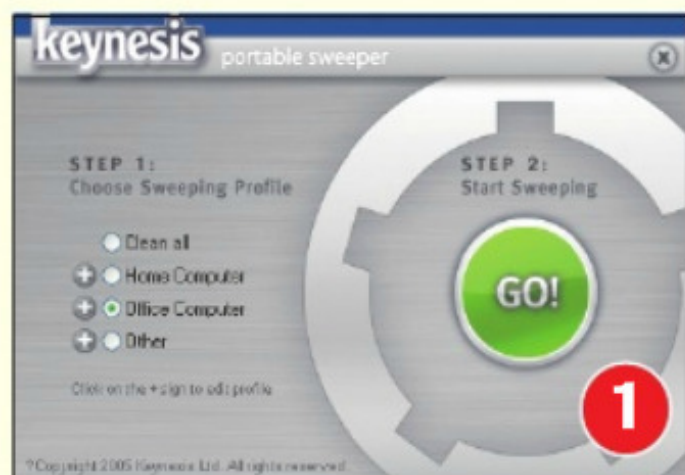 keynesis portable sweeper
STEP 1:
Choose Sweeping Profile
Clean all
Home Computer
Office Computer
Other
Click on the + sign to edit profile
STEP 2:
Start Sweeping
GO!
1
?Copyright 2005 Keynesis Ltd. All rights reserved.